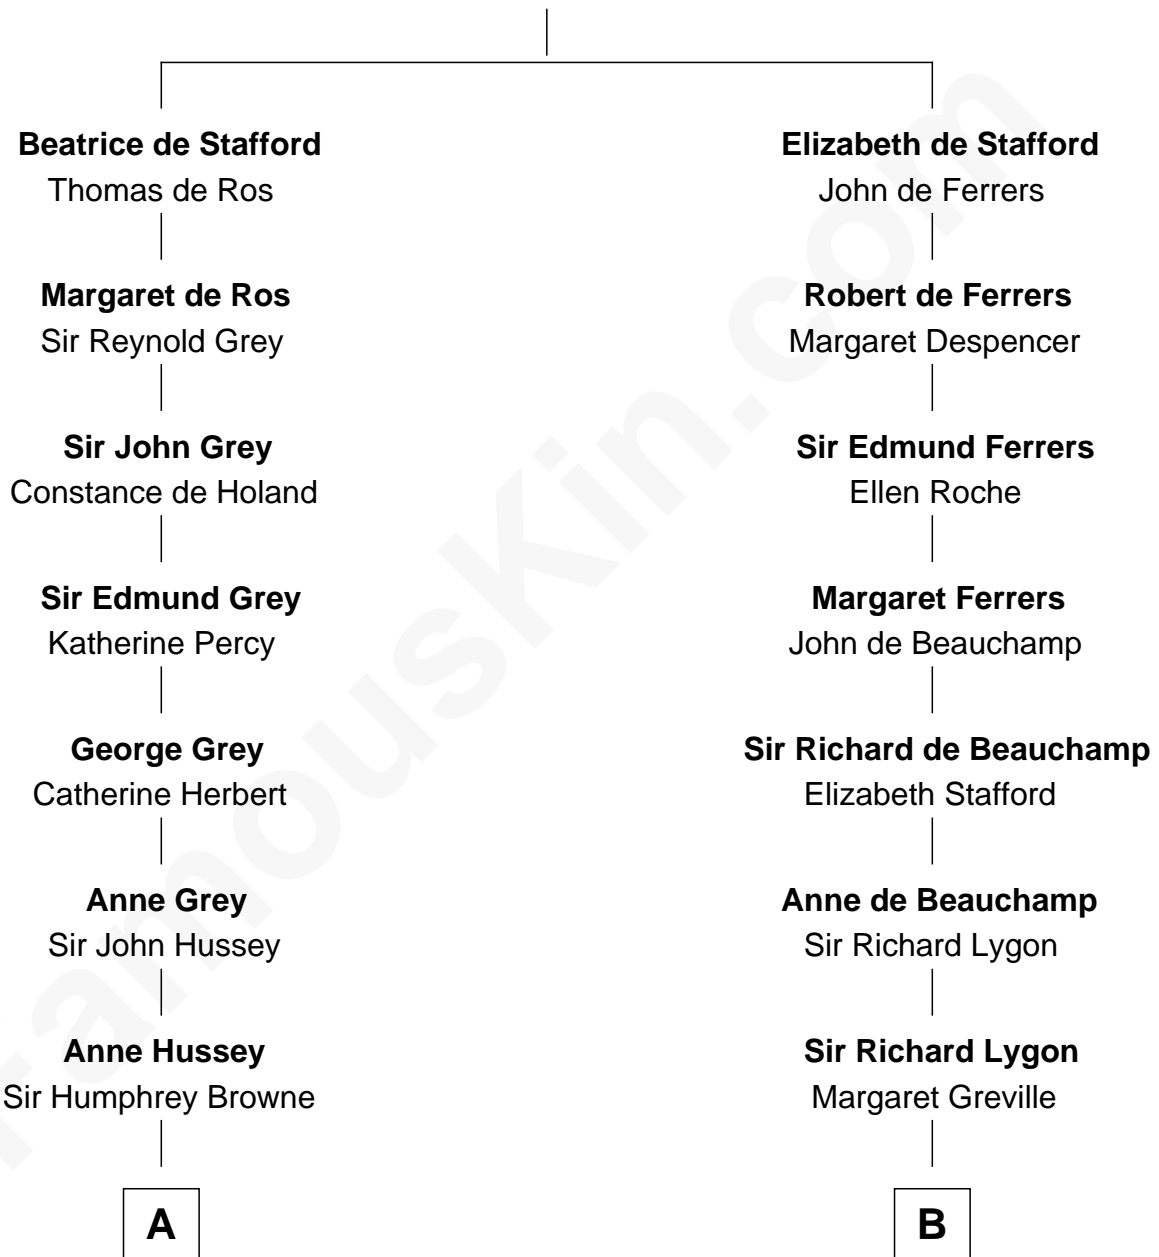 Beatrice de Stafford
Thomas de Ros
Margaret de Ros
Sir Reynold Grey
Sir John Grey
Constance de Holand
Sir Edmund Grey
Katherine Percy
George Grey
Catherine Herbert
Anne Grey
Sir John Hussey
Anne Hussey
Sir Humphrey Browne
A
Elizabeth de Stafford
John de Ferrers
Robert de Ferrers
Margaret Despencer
Sir Edmund Ferrers
Ellen Roche
Margaret Ferrers
John de Beauchamp
Sir Richard de Beauchamp
Elizabeth Stafford
Anne de Beauchamp
Sir Richard Lygon
Sir Richard Lygon
Margaret Greville
B
FamousKin.com